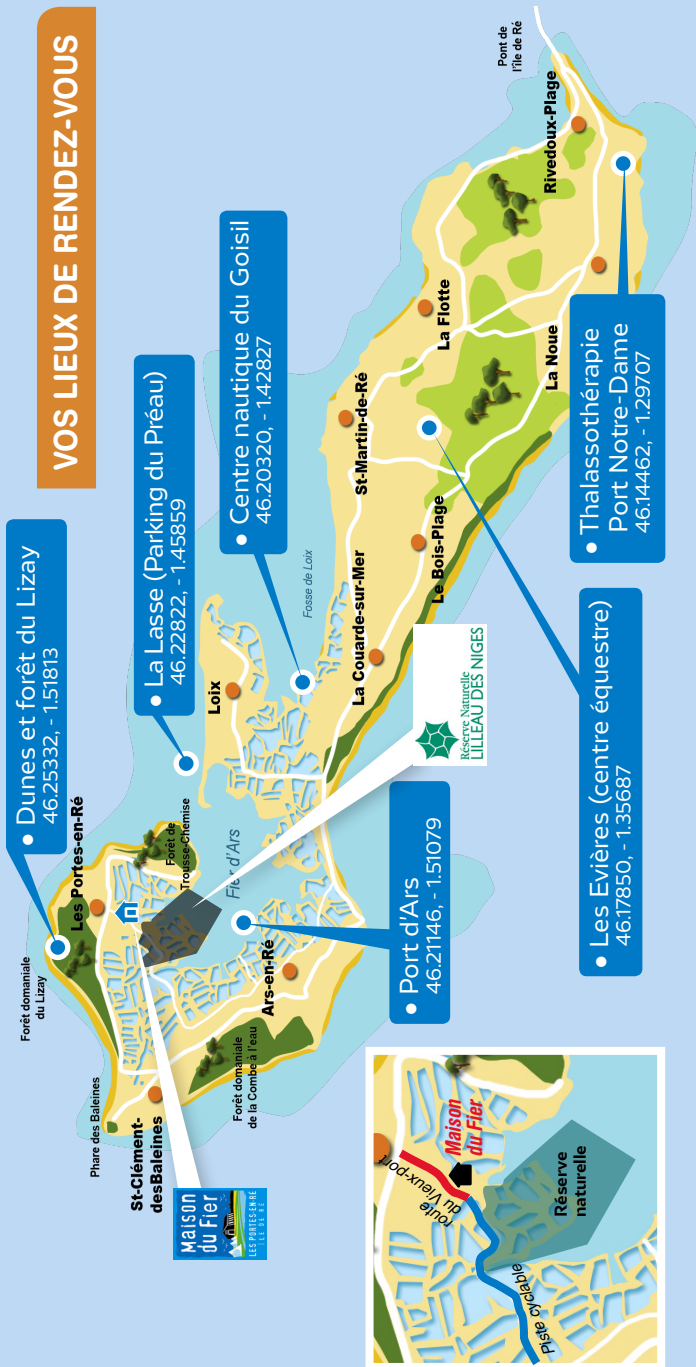 VOS LIEUX DE RENDEZ-VOUS
• Dunes et forêt du Lizay
46.25332, - 1.51813
• La Lasse (Parking du Préau)
46.22822, - 1.45859
• Centre nautique du Goisil
46.20320, - 1.42827
Forêt domaniale
du Lizay
Les Portes-en-Ré
Forêt de
Trousse-Chemise
Phare des Baleines
St-Clément-
desBaleines
Fier d'Ars
Ars-en-Ré
Forêt domaniale
de la Combe à l'eau
Loix
Fosse de Loix
La Couarde-sur-Mer
Le Bois-Plage
St-Martin-de-Ré
La Flotte
La Noue
Rivedoux-Plage
Pont de
l'île de Ré
Maison
du Fier
LES PORTES-EN-RÉ
ÎLE DE RÉ
Réserve Naturelle
LILLEAU DES NIGES
• Port d'Ars
46.21146, - 1.51079
• Les Evières (centre équestre)
46.17850, - 1.35687
• Thalassothérapie
Port Notre-Dame
46.14462, - 1.29707
route
du Vieux-port
Maison
du Fier
Réserve
naturelle
Piste cyclable